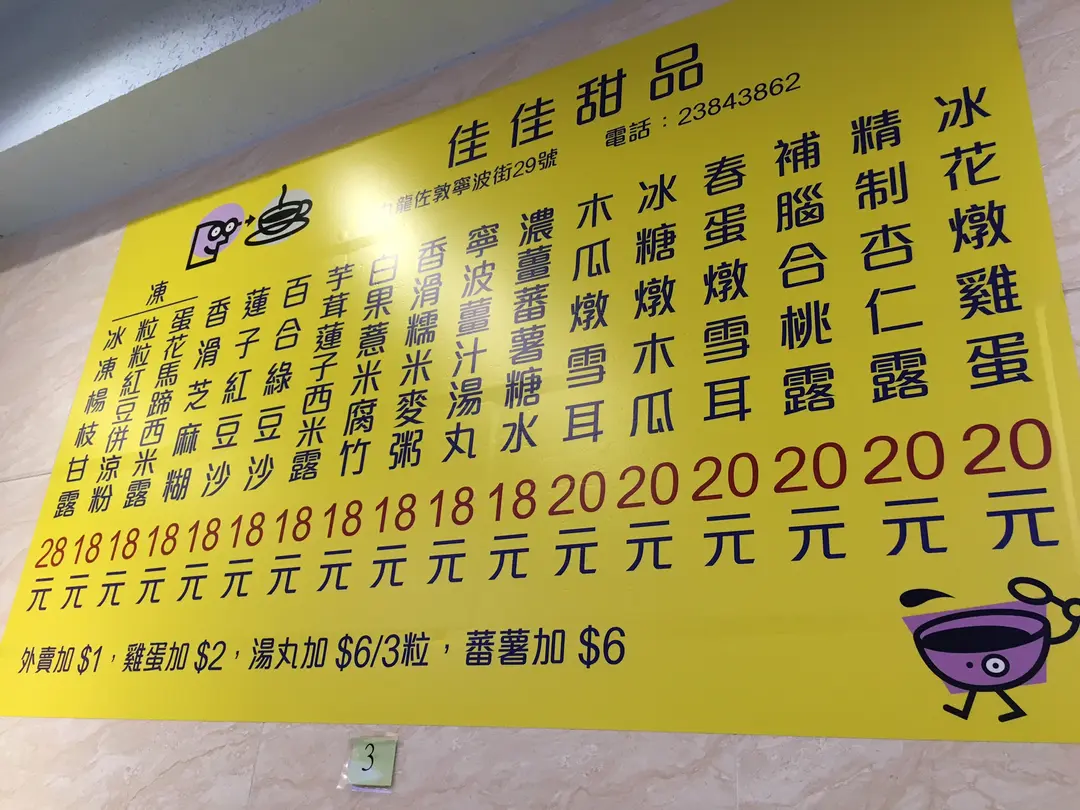 佳佳甜品
九龍佐敦寧波街29號
電話：23843862
冰花燉雞蛋 20元
精制杏仁露 20元
補腦合桃露 20元
春蛋燉雪耳 20元
冰糖燉木瓜 20元
木瓜燉雪耳 20元
濃薑蕃薯糖水 18元
寧波薑汁湯丸 18元
香滑糯米麥粥 18元
白果薏米腐竹 18元
芋茸蓮子西米露 18元
百合綠豆沙 18元
蓮子紅豆沙 18元
香滑芝麻糊 18元
凍
蛋花馬蹄西米露 18元
粒粒紅豆併涼粉 18元
冰凍楊枝甘露 28元
外賣加 $1，雞蛋加 $2，湯丸加 $6/3粒，蕃薯加 $6
3